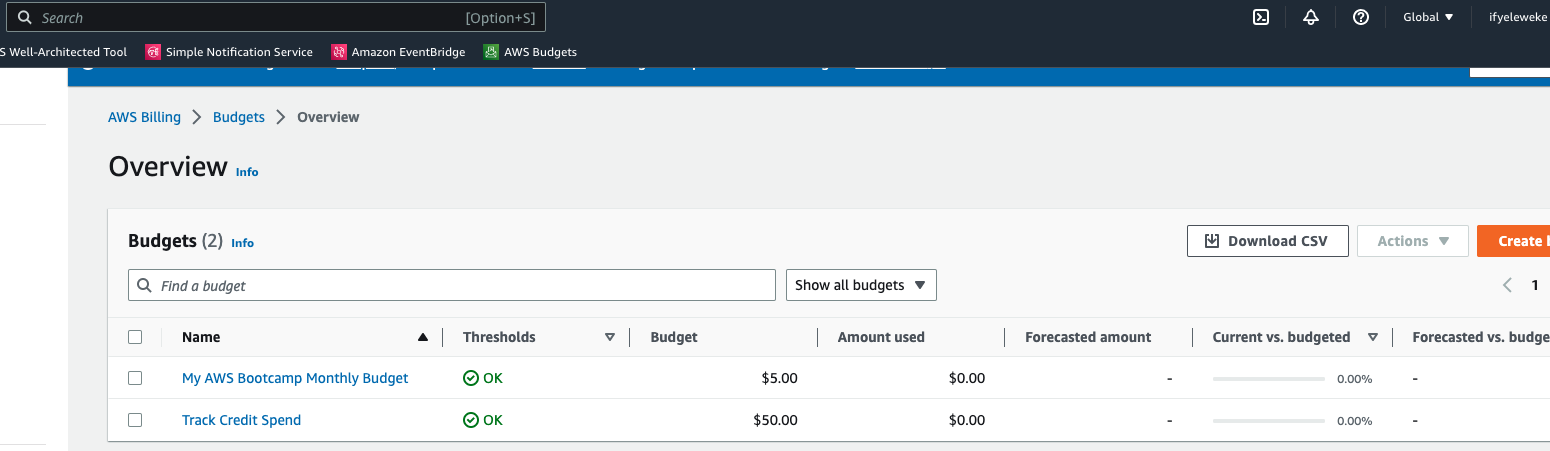 Search [Option+S] Global ifyeleweke
S Well-Architected Tool Simple Notification Service Amazon EventBridge AWS Budgets
AWS Billing Budgets Overview
Overview Info
Budgets (2) Info Download CSV Actions Create
Find a budget Show all budgets 1
Name Thresholds Budget Amount used Forecasted amount Current vs. budgeted Forecasted vs. budge
My AWS Bootcamp Monthly Budget OK $5.00 $0.00 - 0.00% -
Track Credit Spend OK $50.00 $0.00 - 0.00% -